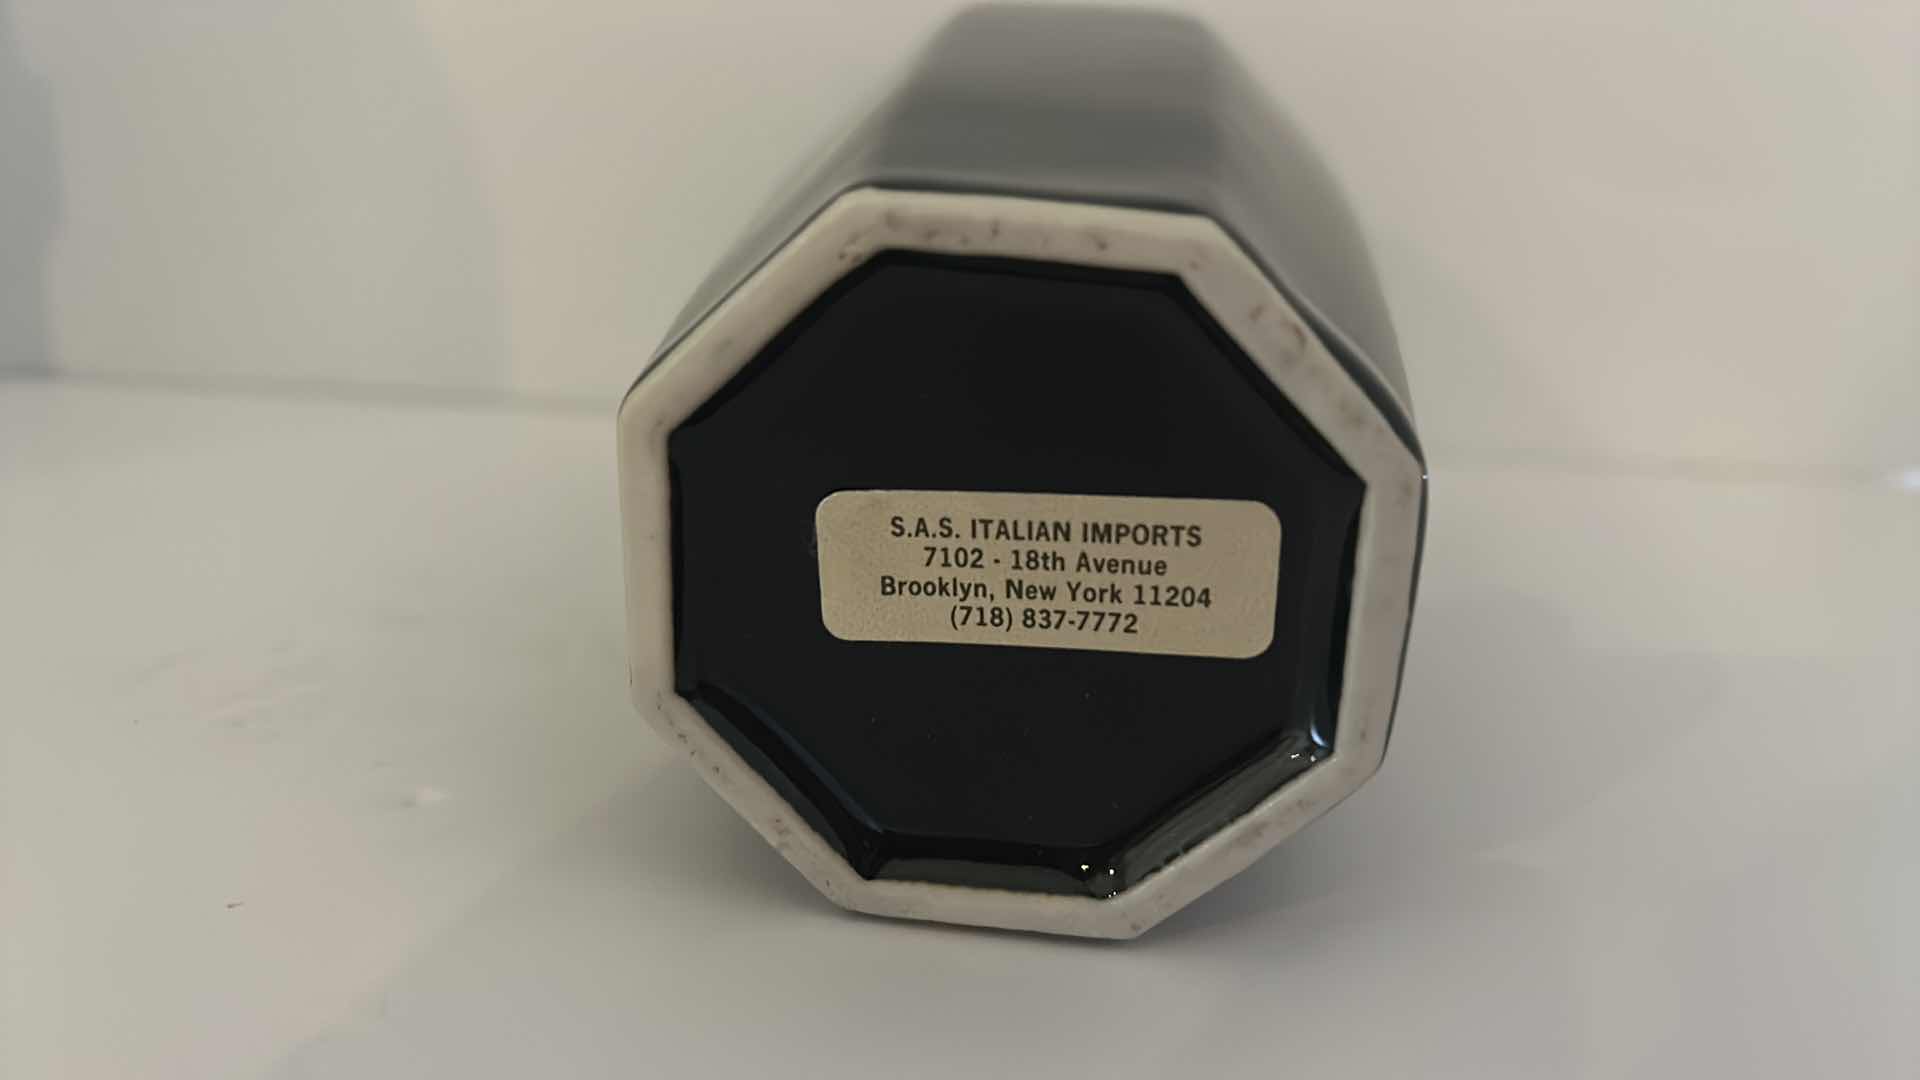 S.A.S. ITALIAN IMPORTS
7102 - 18th Avenue
Brooklyn, New York 11204
(718) 837-7772